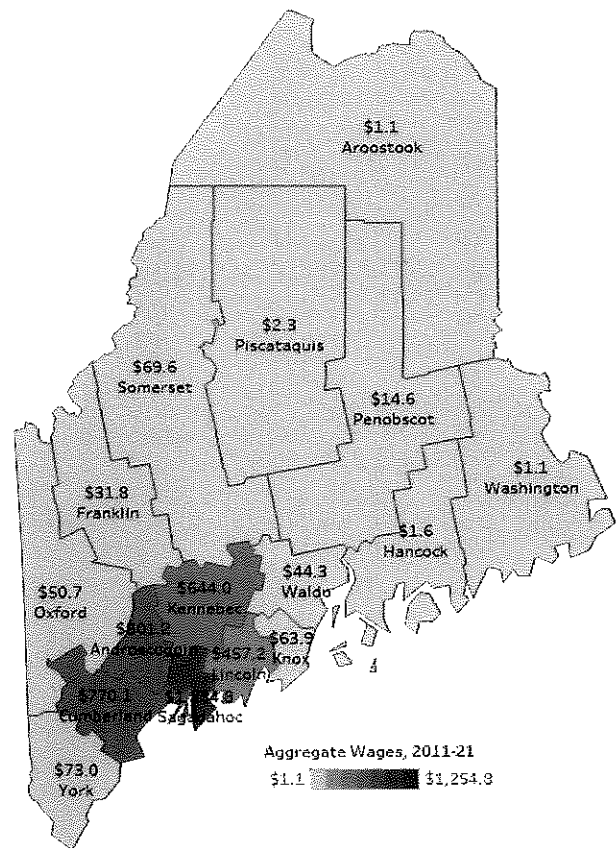 $1.1
Aroostook
$2.3
Piscataquis
$69.6
Somerset
$14.6
Penobscot
$1.1
Washington
$31.8
Franklin
$1.6
Hancock
$50.7
Oxford
$644.0
Kennebec
$44.3
Waldo
Androscoggin
$63.9
Knox
$457.2
Lincoln
$770.1
Cumberland
Sagadahoc
$73.0
York
Aggregate Wages, 2011-21
$1.1 $1,254.8